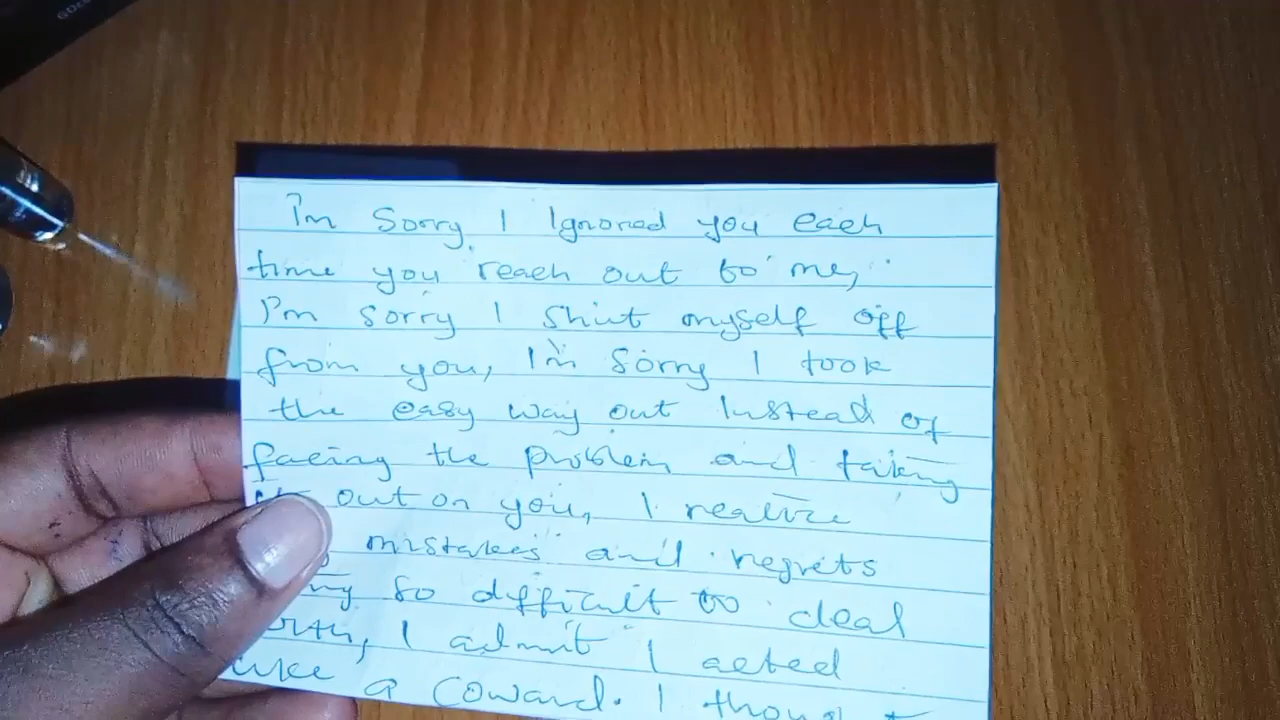 I'm Sorry I Ignored you each
time you reach out to me,
I'm sorry I shut myself off
from you, I'm sorry I took
the easy way out Instead of
facing the problem and taking
out on you, I realize
mistakes and regrets
so difficult to deal
I admit I acted
like a Coward. I thought